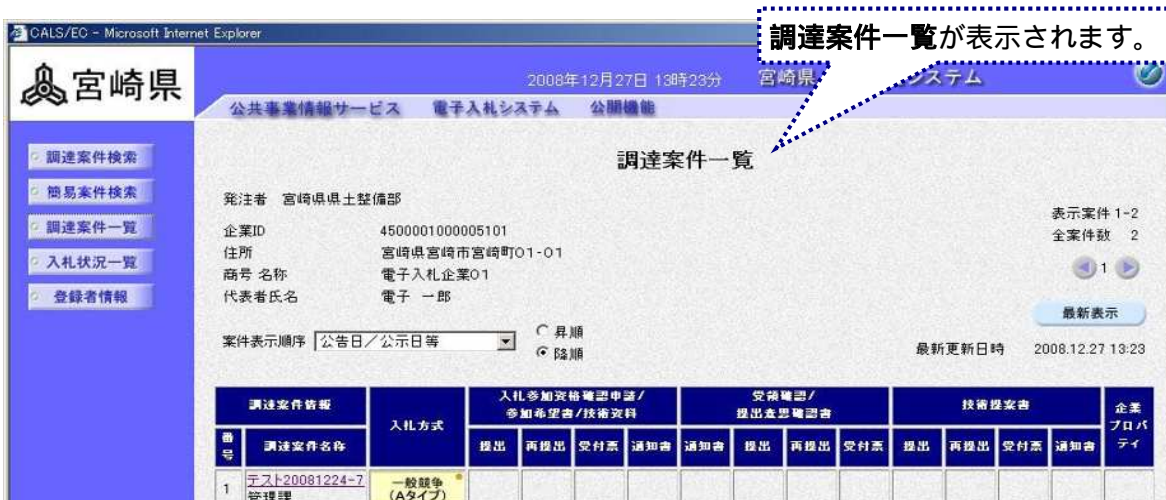 調達案件一覧が表示されます。
CALS/EC - Microsoft Internet Explorer
宮崎県
2008年12月27日 13時23分
宮崎県
システム
公共事業情報サービス 電子入札システム 公開機能
調達案件検索
簡易案件検索
調達案件一覧
入札状況一覧
登録者情報
調達案件一覧
発注者 宮崎県県土整備部
企業ID 4500001000005101
住所 宮崎県宮崎市宮崎町01-01
商号 名称 電子入札企業01
代表者氏名 電子 一郎
表示案件 1-2
全案件数 2
1
最新表示
案件表示順序 公告日/公示日等
昇順
降順
最新更新日時 2008.12.27 13:23
調達案件情報
入札方式
入札参加資格確認申請/
参加希望書/技術資料
受領確認/
提出意思確認書
技術提案書
企業
プロパ
ティ
番号 調達案件名称 提出 再提出 受付票 通知書 通知書 提出 再提出 受付票 提出 再提出 受付票 通知書
1 テスト20081224-7 一般競争
管理課 (Aタイプ)